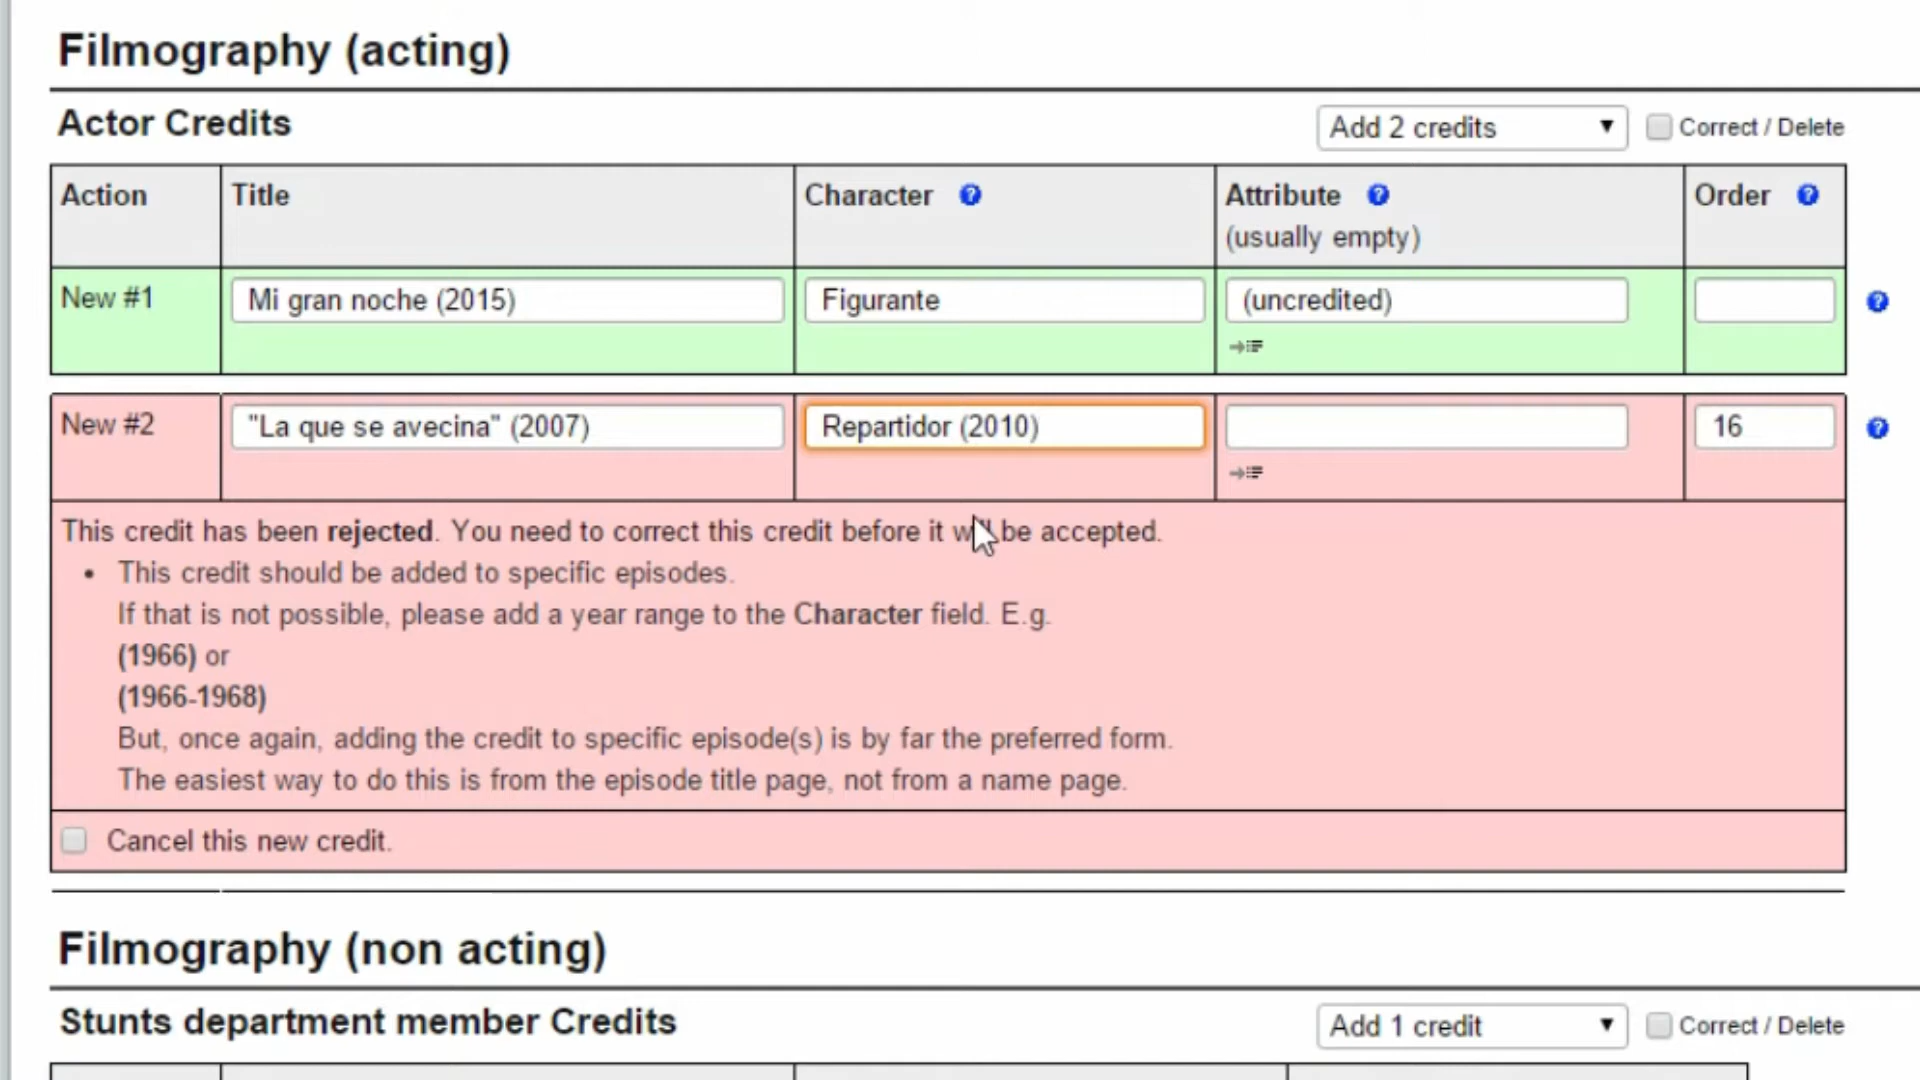 Filmography (acting)
Actor Credits
Add 2 credits
Correct / Delete
Action Title Character Attribute Order
(usually empty)
New #1 Mi gran noche (2015) Figurante (uncredited)
New #2 "La que se avecina" (2007) Repartidor (2010) 16
This credit has been rejected. You need to correct this credit before it will be accepted.
• This credit should be added to specific episodes.
If that is not possible, please add a year range to the Character field. E.g.
(1966) or
(1966-1968)
But, once again, adding the credit to specific episode(s) is by far the preferred form.
The easiest way to do this is from the episode title page, not from a name page.
Cancel this new credit.
Filmography (non acting)
Stunts department member Credits
Add 1 credit
Correct / Delete